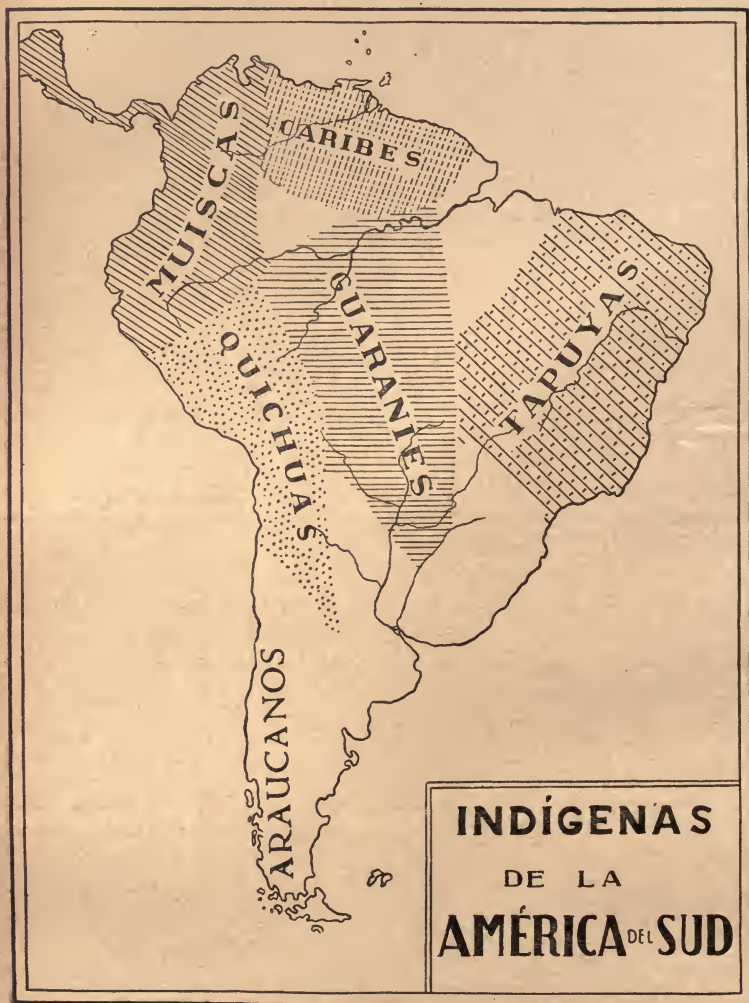 MUISCAS
CARIBES
GUARANIES
TAPUYAS
QUICHUAS
ARAUCANOS
INDÍGENAS
DE LA
AMÉRICA DEL SUD